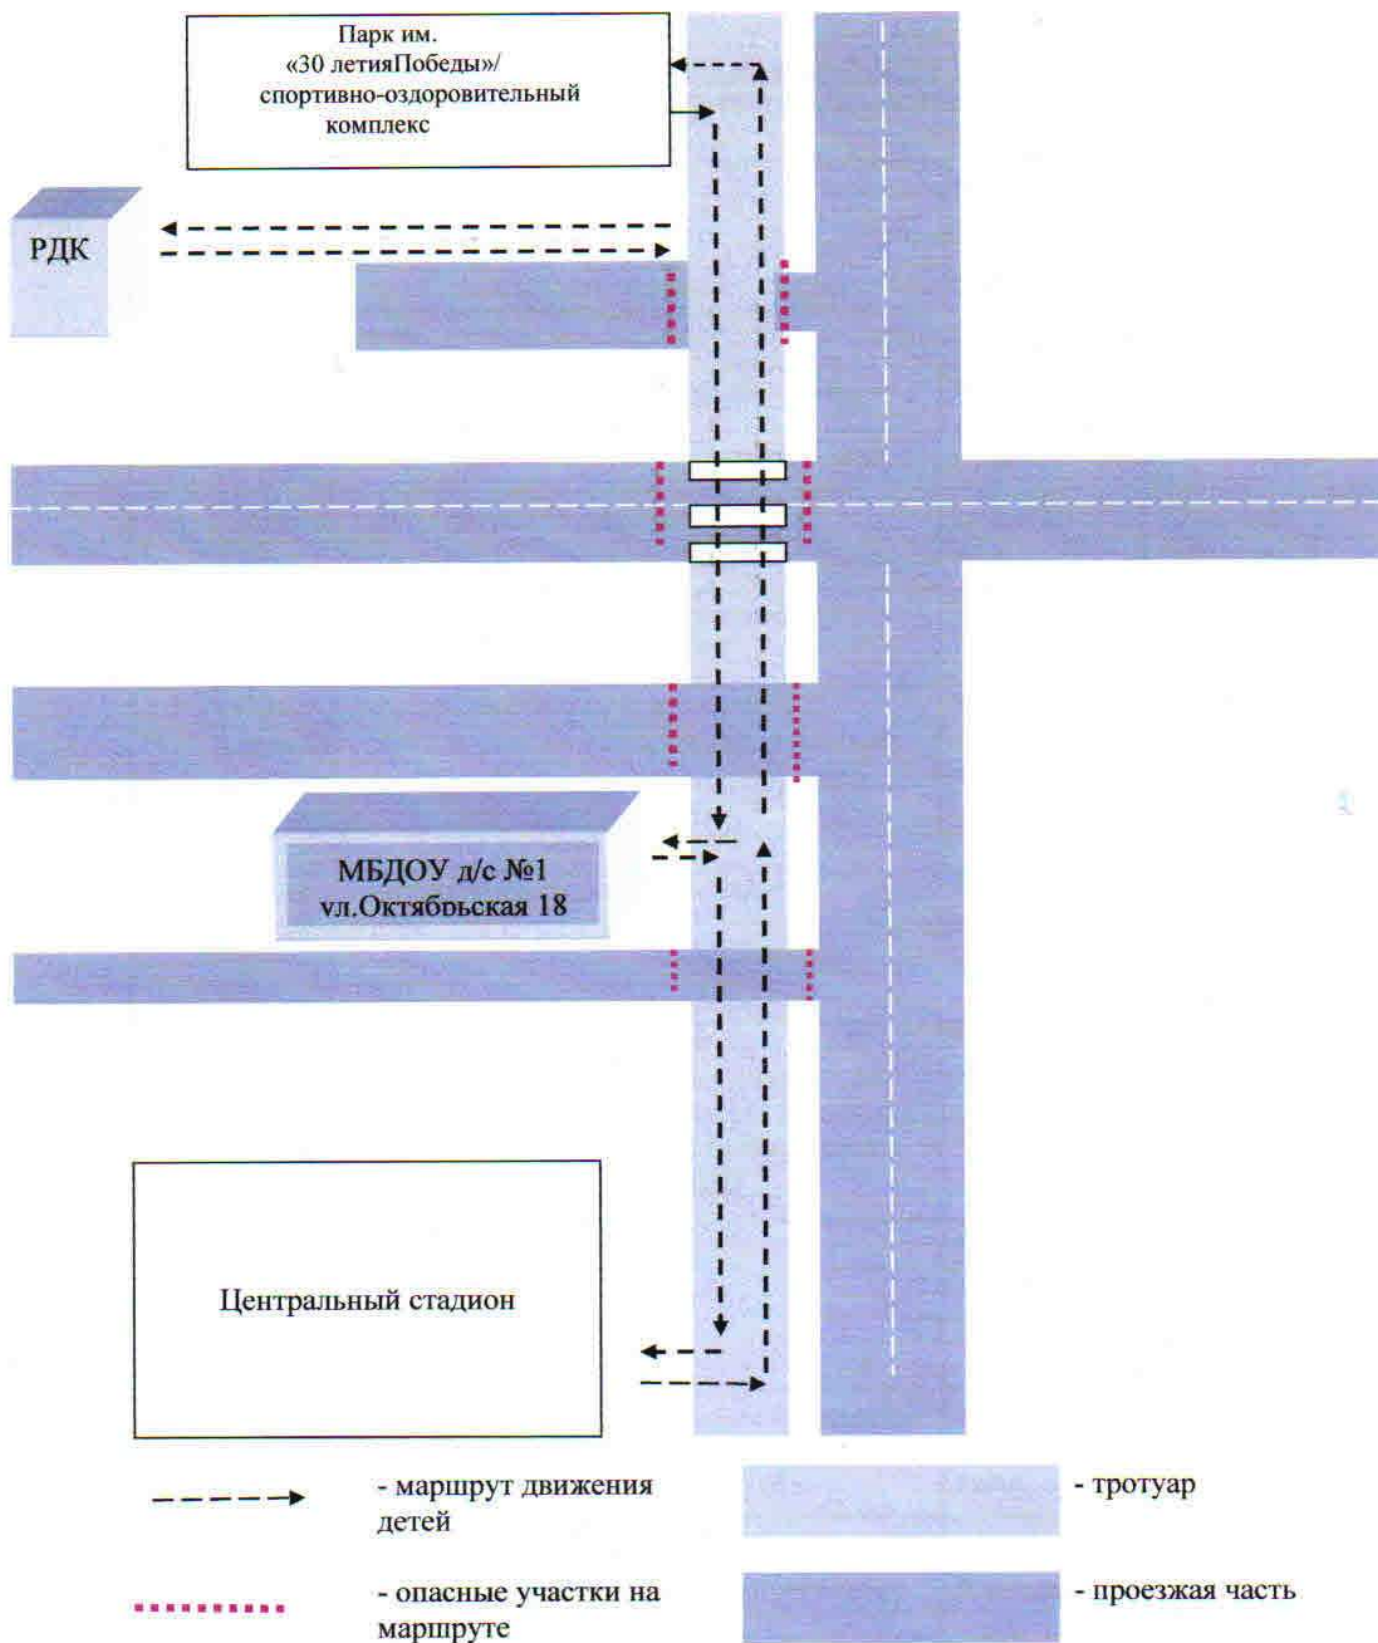 Парк им.
«30 летияПобеды»/
спортивно-оздоровительный
комплекс
РДК
МБДОУ д/с №1
ул.Октябрьская 18
Центральный стадион
- маршрут движения
детей
- тротуар
- опасные участки на
маршруте
- проезжая часть